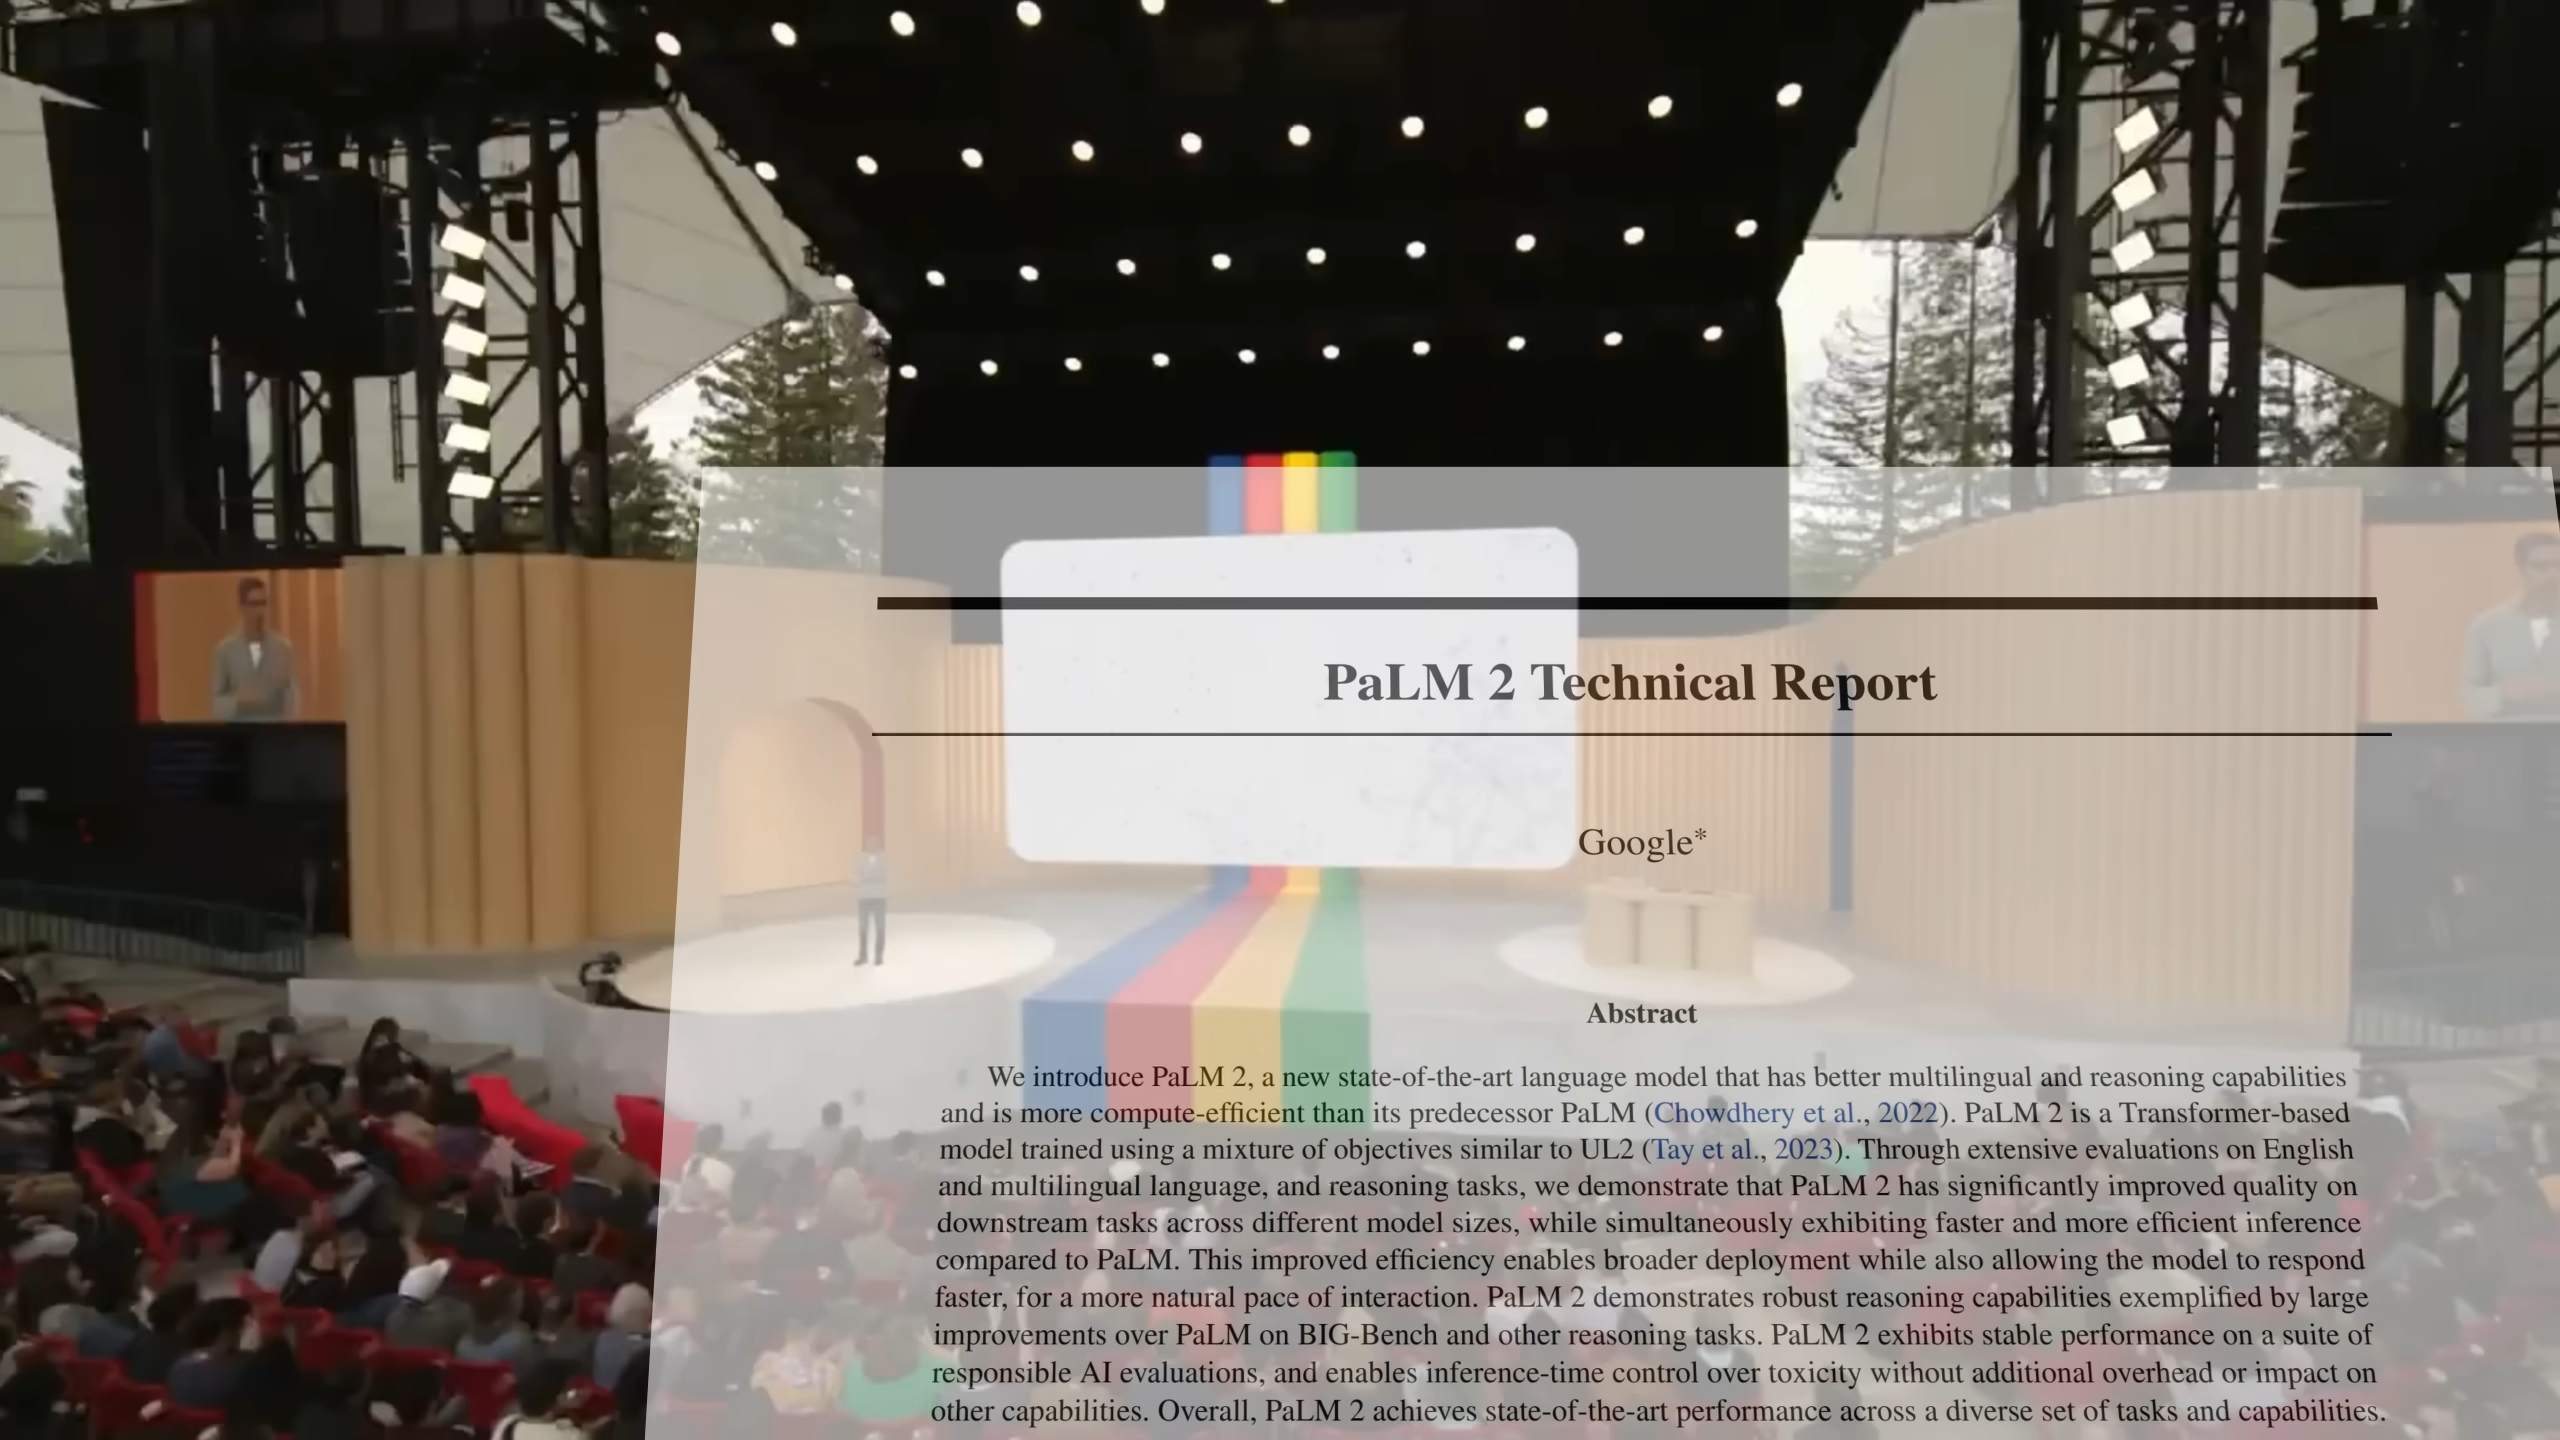 PaLM 2 Technical Report
Google*
Abstract
We introduce PaLM 2, a new state-of-the-art language model that has better multilingual and reasoning capabilities
and is more compute-efficient than its predecessor PaLM (Chowdhery et al., 2022). PaLM 2 is a Transformer-based
model trained using a mixture of objectives similar to UL2 (Tay et al., 2023). Through extensive evaluations on English
and multilingual language, and reasoning tasks, we demonstrate that PaLM 2 has significantly improved quality on
downstream tasks across different model sizes, while simultaneously exhibiting faster and more efficient inference
compared to PaLM. This improved efficiency enables broader deployment while also allowing the model to respond
faster, for a more natural pace of interaction. PaLM 2 demonstrates robust reasoning capabilities exemplified by large
improvements over PaLM on BIG-Bench and other reasoning tasks. PaLM 2 exhibits stable performance on a suite of
responsible AI evaluations, and enables inference-time control over toxicity without additional overhead or impact on
other capabilities. Overall, PaLM 2 achieves state-of-the-art performance across a diverse set of tasks and capabilities.